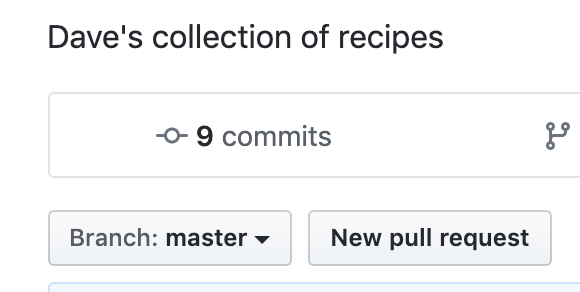 Dave's collection of recipes
9 commits
Branch: master
New pull request